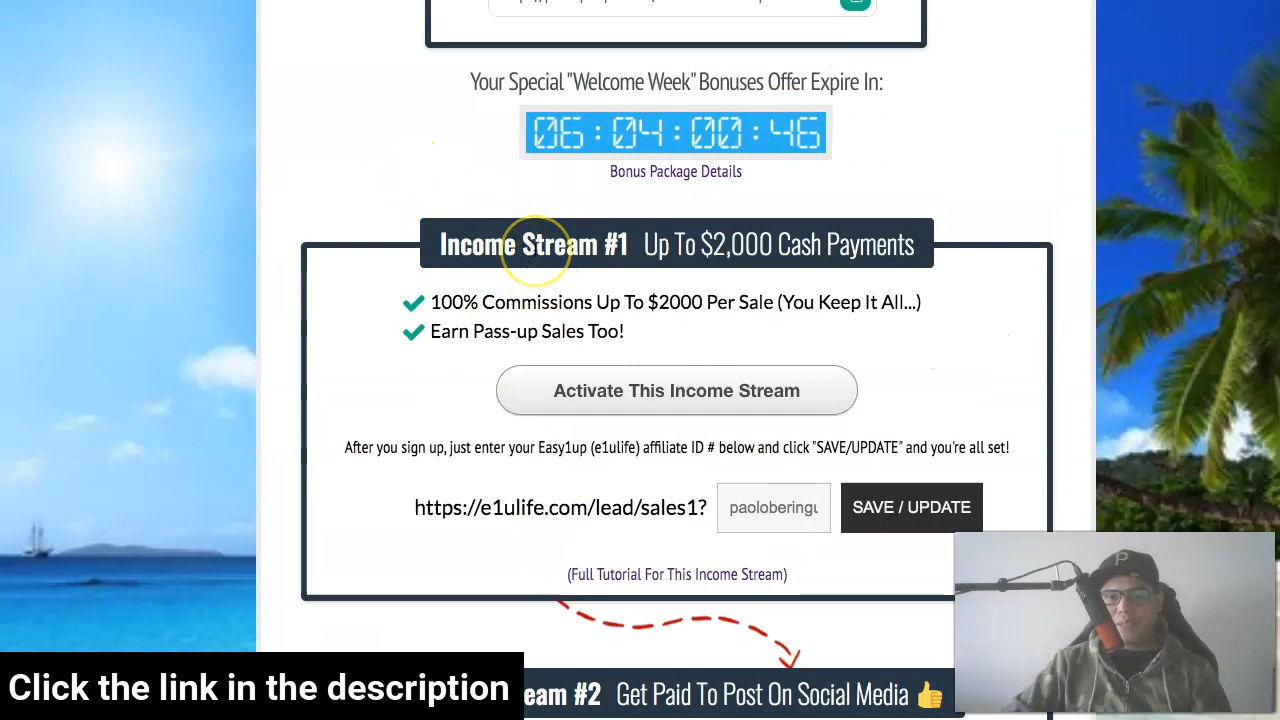 Your Special "Welcome Week" Bonuses Offer Expire In:
06:04:00:46
Bonus Package Details
Income Stream #1 Up To $2,000 Cash Payments
100% Commissions Up To $2000 Per Sale (You Keep It All...)
Earn Pass-up Sales Too!
Activate This Income Stream
After you sign up, just enter your Easy1up (e1ulife) affiliate ID # below and click "SAVE/UPDATE" and you're all set!
https://e1ulife.com/lead/sales1? paoloberingu SAVE / UPDATE
(Full Tutorial For This Income Stream)
P
Click the link in the description
eam #2 Get Paid To Post On Social Media 👍